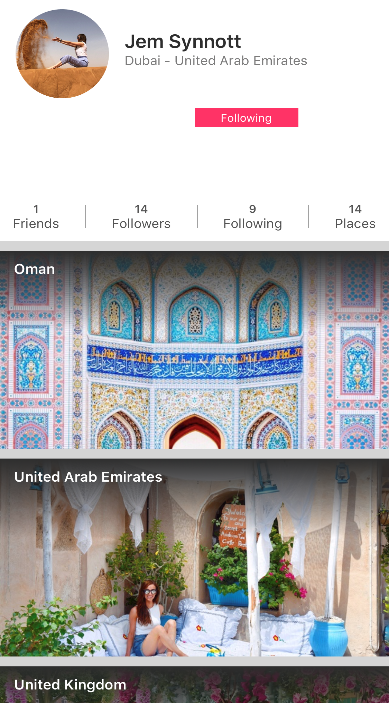 Jem Synnott
Dubai - United Arab Emirates
Following
1
Friends
14
Followers
9
Following
14
Places
Oman
United Arab Emirates
United Kingdom